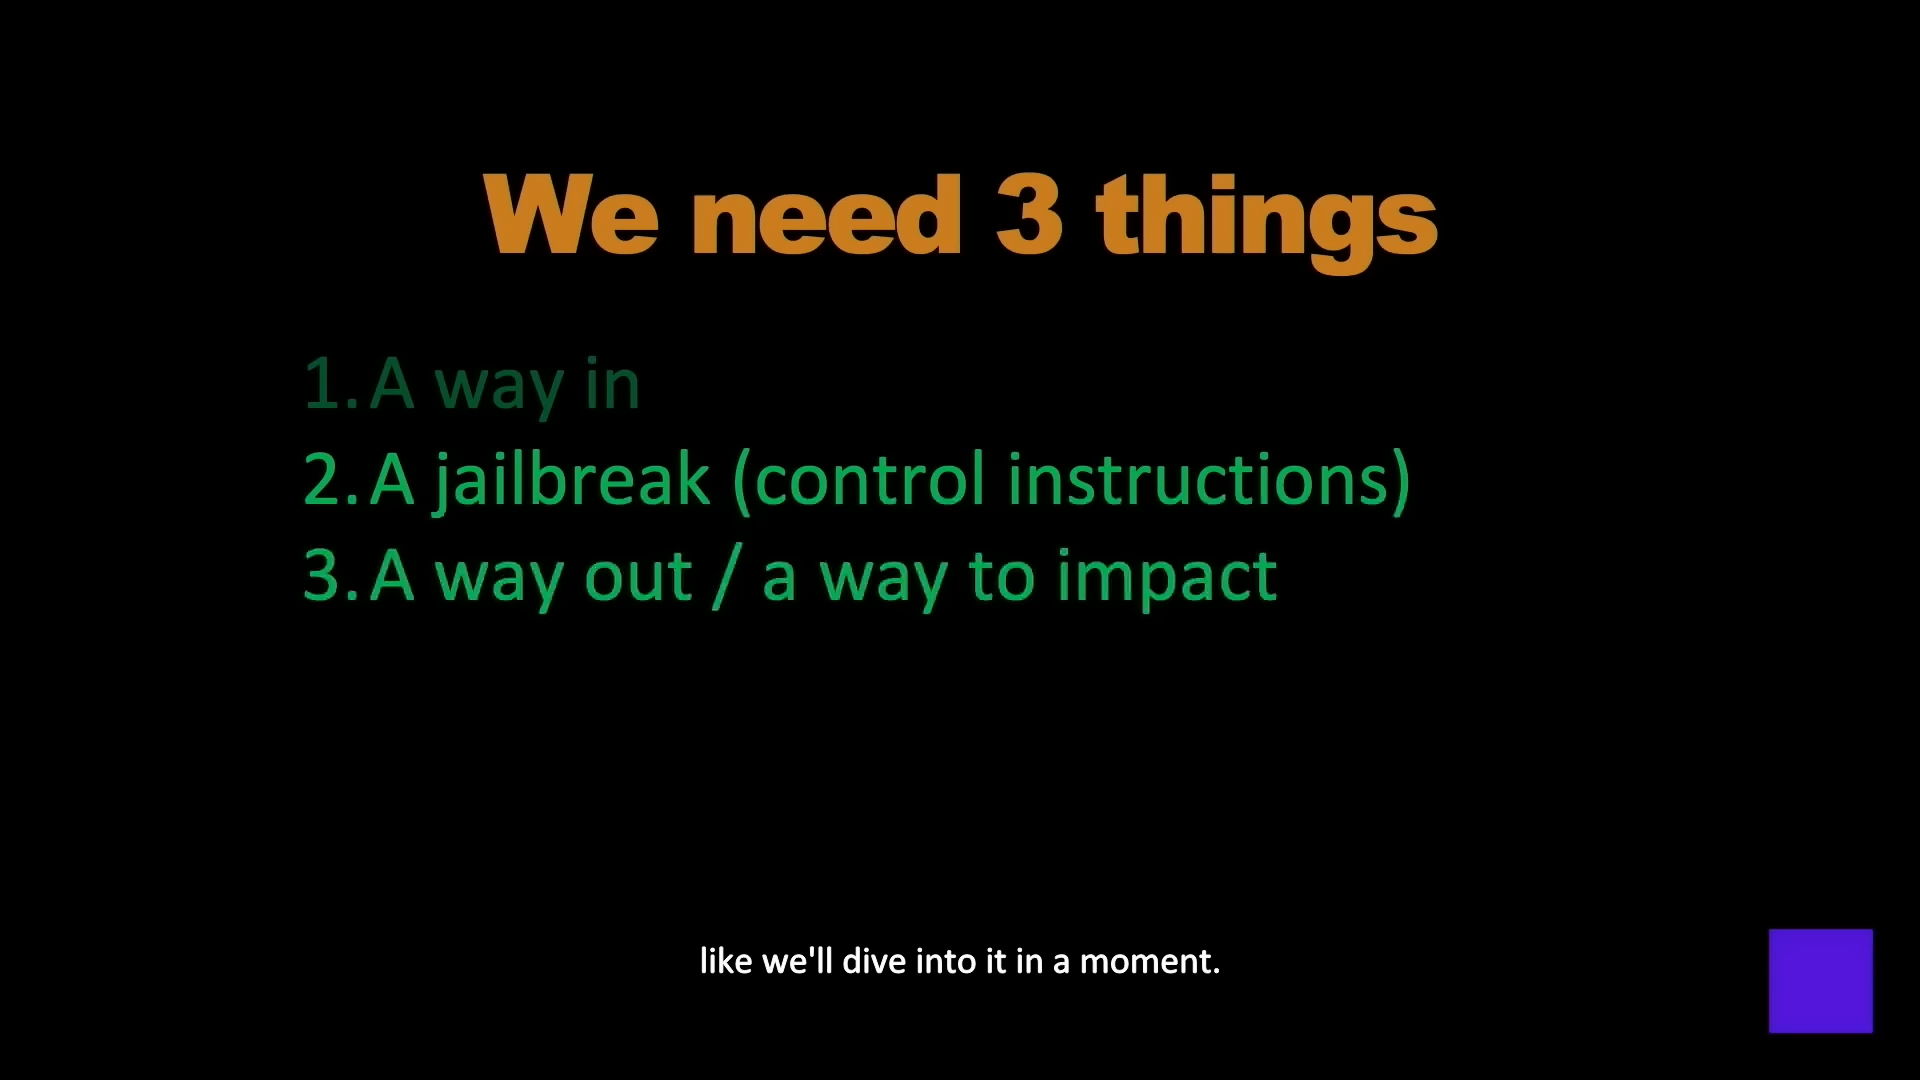 We need 3 things
1. A way in
2. A jailbreak (control instructions)
3. A way out / a way to impact
like we'll dive into it in a moment.